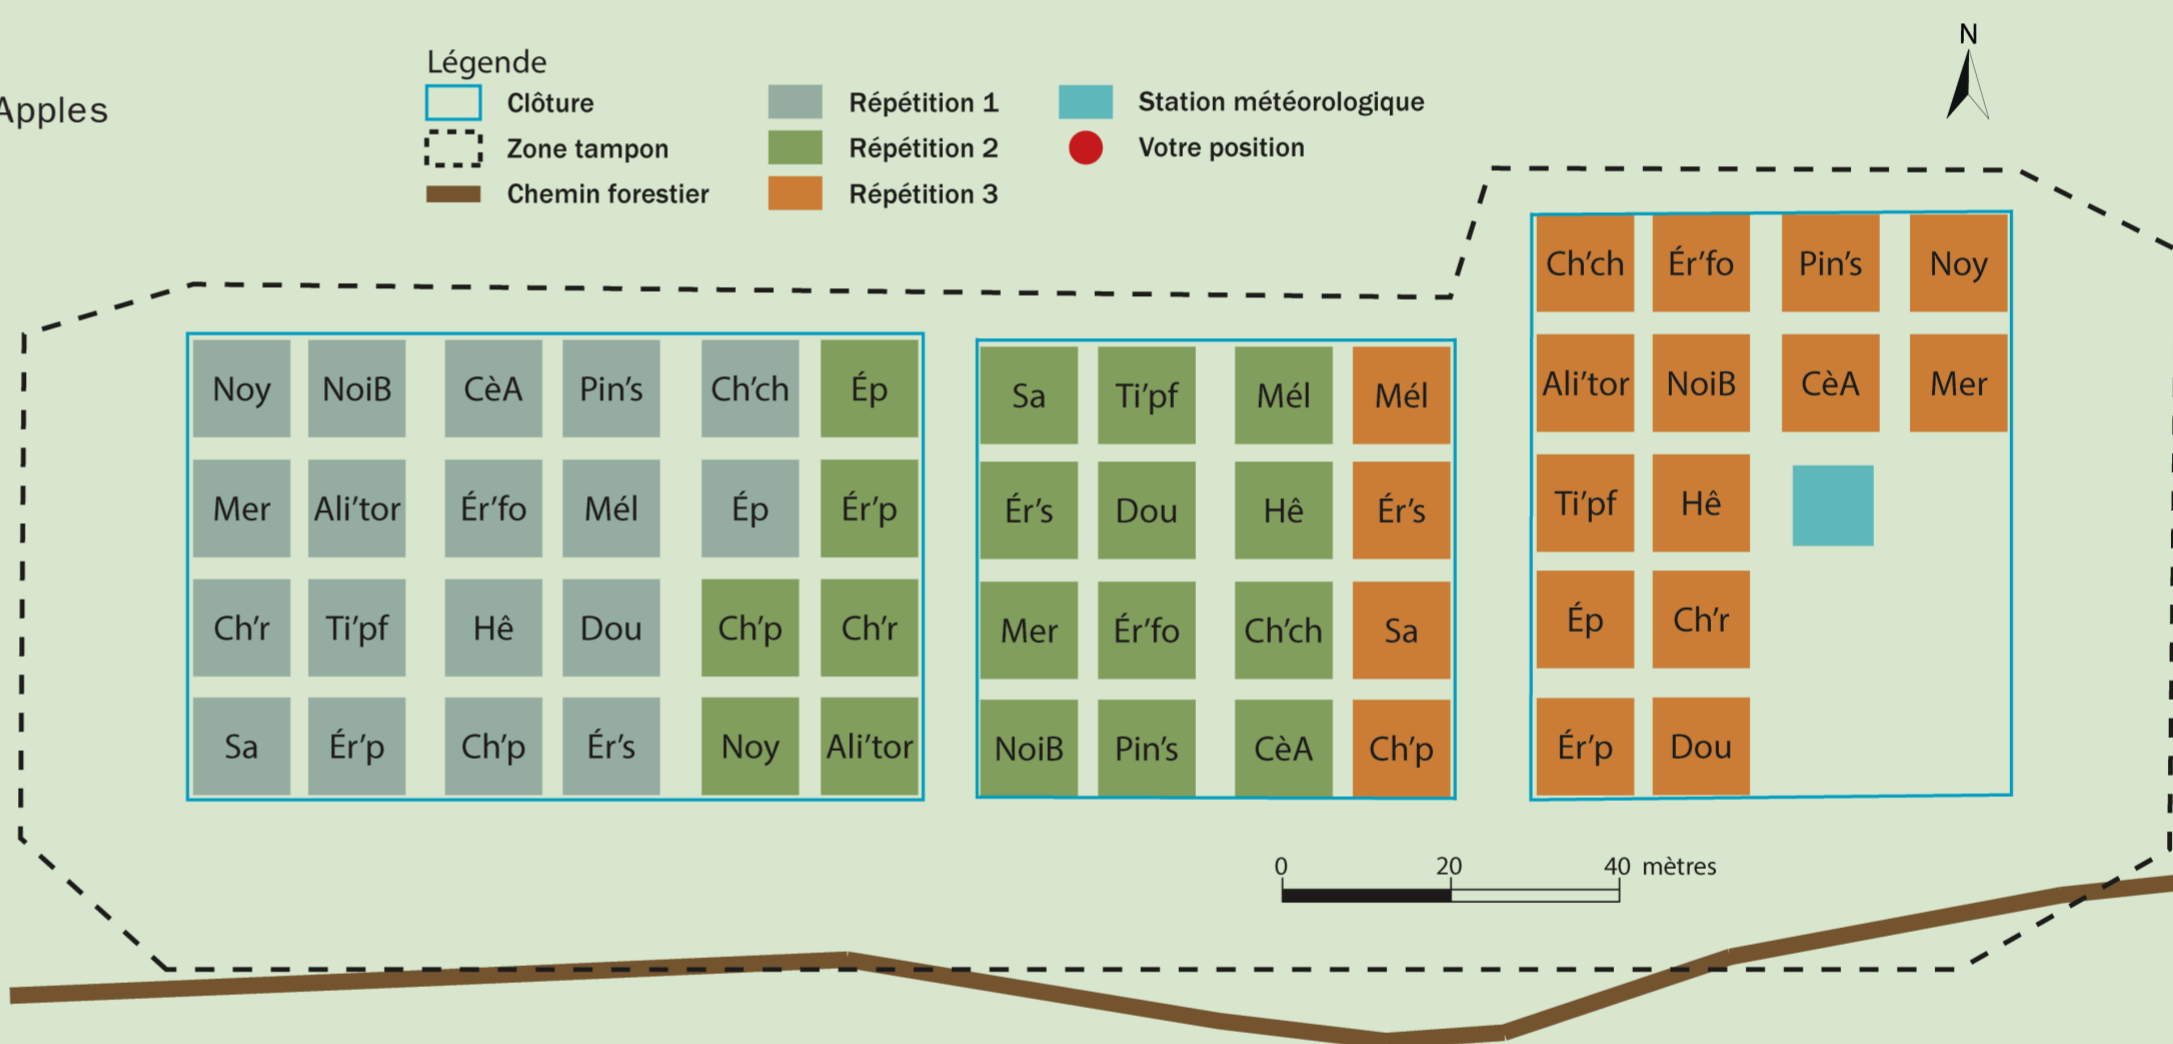 N
Légende
Apples
Clôture
Répétition 1
Station météorologique
Zone tampon
Répétition 2
Votre position
Chemin forestier
Répétition 3
Noy NoiB CèA Pin’s Ch’ch Ép
Mer Ali’tor Ér’fo Mél Ép Ér’p
Ch’r Ti’pf Hê Dou Ch’p Ch’r
Sa Ér’p Ch’p Ér’s Noy Ali’tor
Sa Ti’pf Mél Mél
Ér’s Dou Hê Ér’s
Mer Ér’fo Ch’ch Sa
NoiB Pin’s CèA Ch’p
Ch’ch Ér’fo Pin’s Noy
Ali’tor NoiB CèA Mer
Ti’pf Hê
Ép Ch’r
Ér’p Dou
0 20 40 mètres